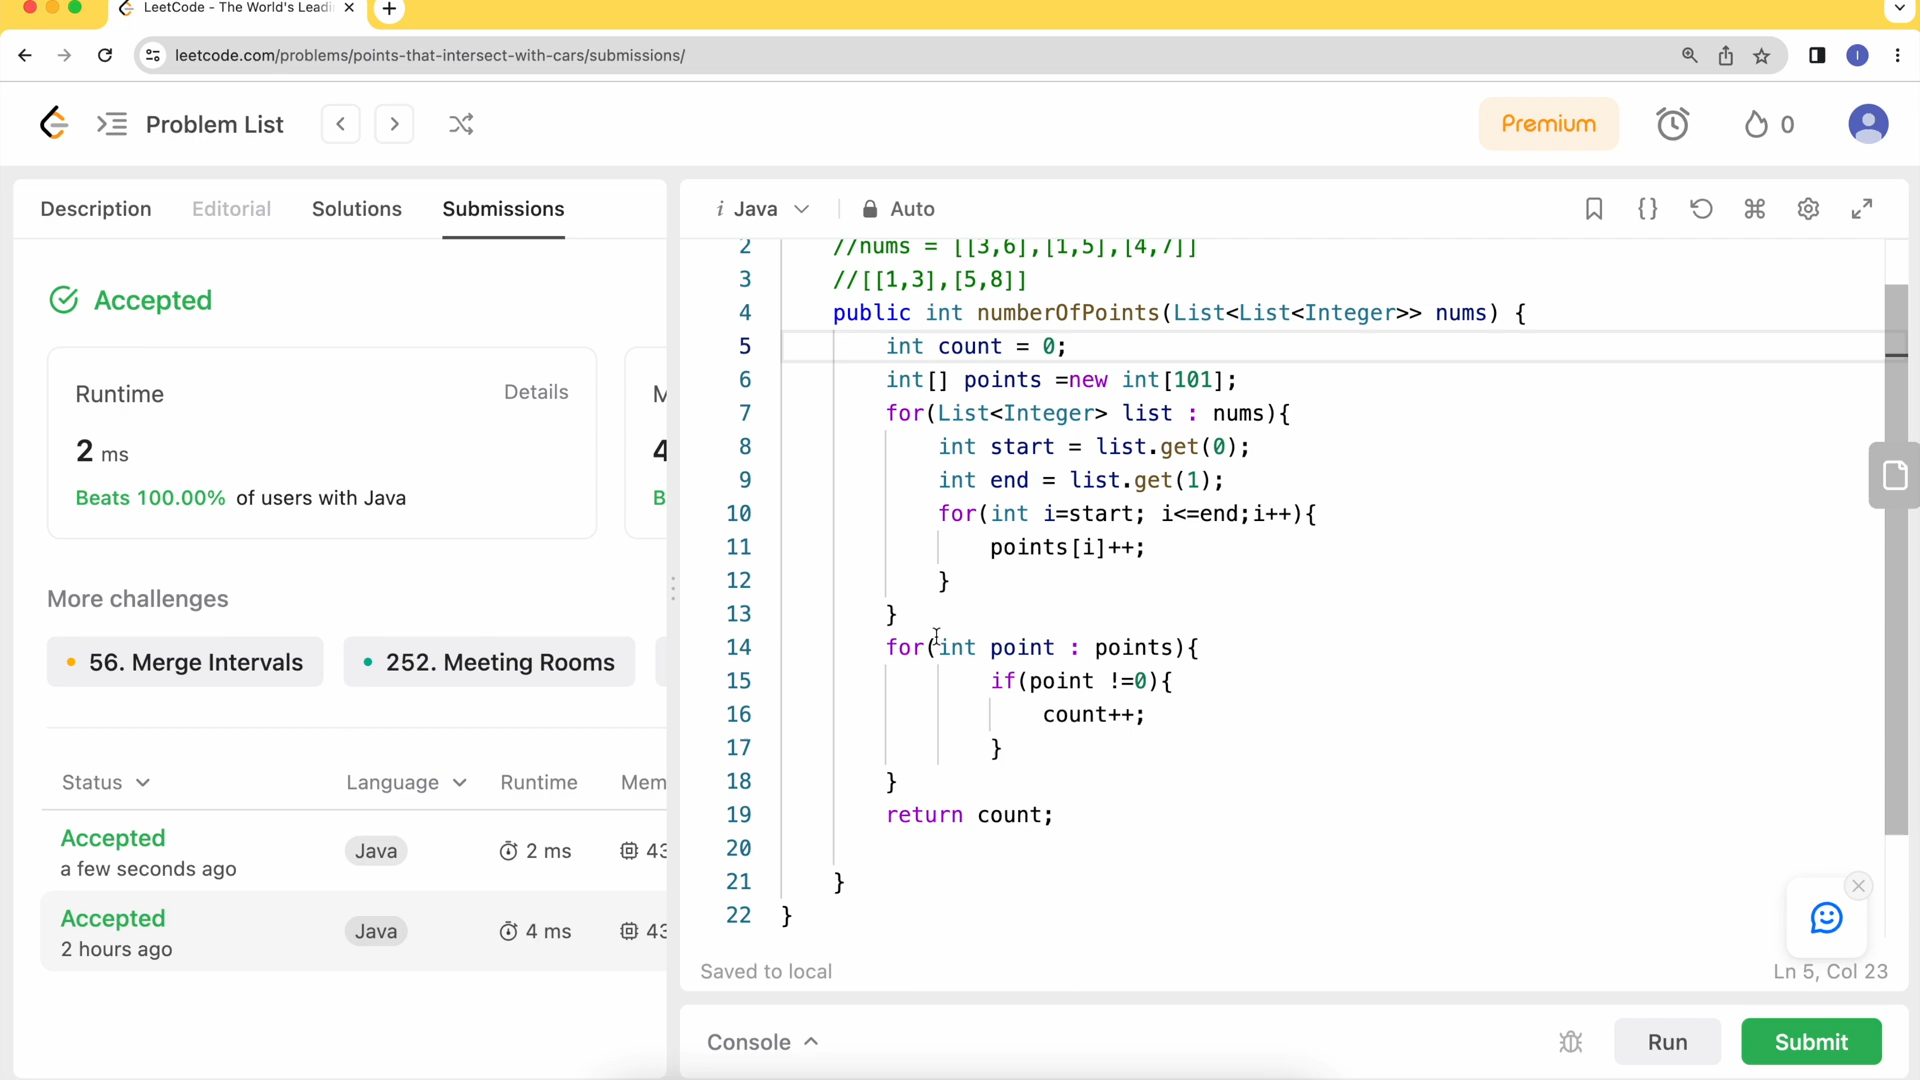 LeetCode - The World's Leadi
leetcode.com/problems/points-that-intersect-with-cars/submissions/
I
Problem List
Premium
0
Description
Editorial
Solutions
Submissions
Accepted
Runtime
Details
2 ms
Beats 100.00% of users with Java
M
4
B
More challenges
56. Merge Intervals
252. Meeting Rooms
Status
Language
Runtime
Mem
Accepted
a few seconds ago
Java
2 ms
43
Accepted
2 hours ago
Java
4 ms
43
i Java
Auto
{}
2 //nums = [[3,6],[1,5],[4,7]]
3 //[[1,3],[5,8]]
4 public int numberOfPoints(List<List<Integer>> nums) {
5 int count = 0;
6 int[] points =new int[101];
7 for(List<Integer> list : nums){
8 int start = list.get(0);
9 int end = list.get(1);
10 for(int i=start; i<=end;i++){
11 points[i]++;
12 }
13 }
14 for(int point : points){
15 if(point !=0){
16 count++;
17 }
18 }
19 return count;
20
21 }
22 }
Saved to local
Ln 5, Col 23
Console
Run
Submit